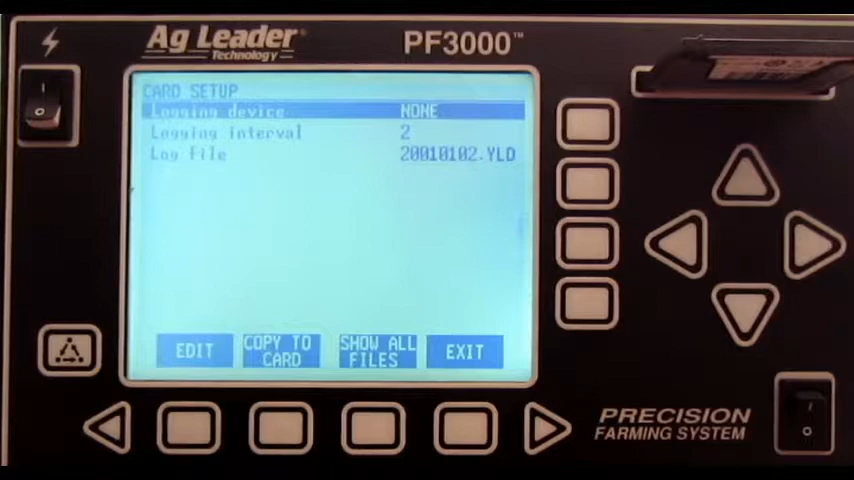 Ag Leader
Technology
PF3000™
CARD SETUP
Logging device NONE
Logging interval 2
Log file 20010102.YLD
EDIT
COPY TO CARD
SHOW ALL FILES
EXIT
PRECISION
FARMING SYSTEM